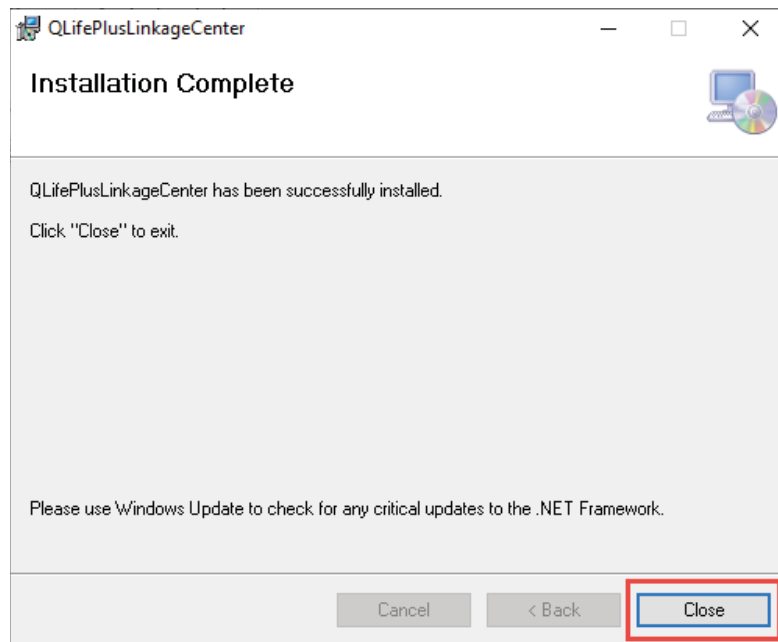 QLifePlusLinkageCenter
Installation Complete
QLifePlusLinkageCenter has been successfully installed.
Click "Close" to exit.
Please use Windows Update to check for any critical updates to the .NET Framework.
Cancel
< Back
Close